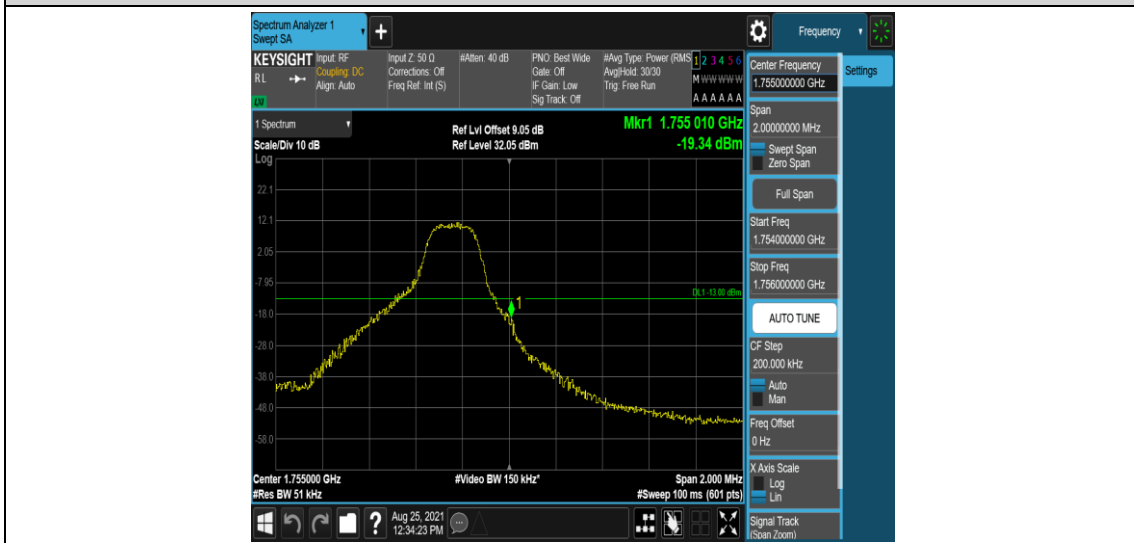 Spectrum Analyzer 1
Swept SA
+
Frequency
KEYSIGHT
RL
LXI
Input: RF
Coupling: DC
Align: Auto
Input Z: 50 Ω
Corrections: Off
Freq Ref: Int (S)
#Atten: 40 dB
PNO: Best Wide
Gate: Off
IF Gain: Low
Sig Track: Off
#Avg Type: Power (RMS
Avg|Hold: 30/30
Trig: Free Run
1 2 3 4 5 6
M W W W W W
A A A A A A
Center Frequency
1.755000000 GHz
Settings
Span
2.00000000 MHz
Swept Span
Zero Span
Full Span
Start Freq
1.754000000 GHz
Stop Freq
1.756000000 GHz
AUTO TUNE
CF Step
200.000 kHz
Auto
Man
Freq Offset
0 Hz
X Axis Scale
Log
Lin
Signal Track
(Span Zoom)
1 Spectrum
Scale/Div 10 dB
Ref Lvl Offset 9.05 dB
Ref Level 32.05 dBm
Mkr1 1.755 010 GHz
-19.34 dBm
Log
22.1
12.1
2.05
-7.95
-18.0
-28.0
-38.0
-48.0
-58.0
DL1 -13.00 dBm
1
Center 1.755000 GHz
#Res BW 51 kHz
#Video BW 150 kHz*
Span 2.000 MHz
#Sweep 100 ms (601 pts)
?
Aug 25, 2021
12:34:23 PM